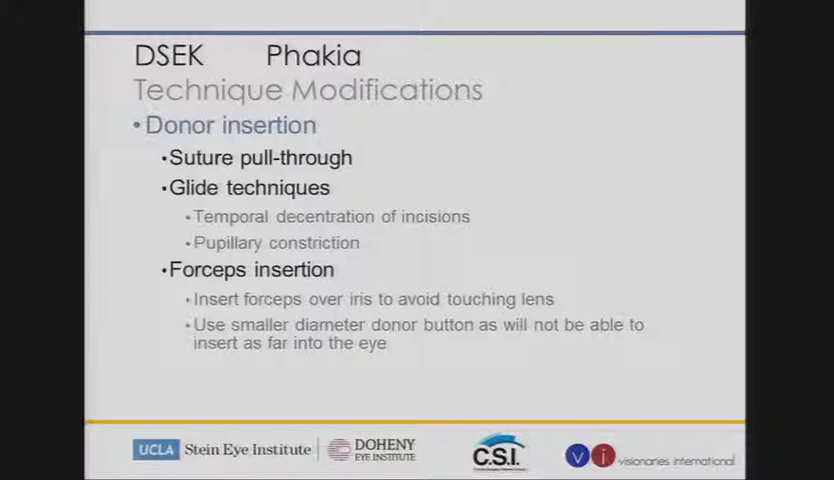 DSEK Phakia
Technique Modifications
• Donor insertion
• Suture pull-through
• Glide techniques
• Temporal decentration of incisions
• Pupillary constriction
• Forceps insertion
• Insert forceps over iris to avoid touching lens
• Use smaller diameter donor button as will not be able to
insert as far into the eye
UCLA Stein Eye Institute
DOHENY
EYE INSTITUTE
C.S.I.
vi visionaries international